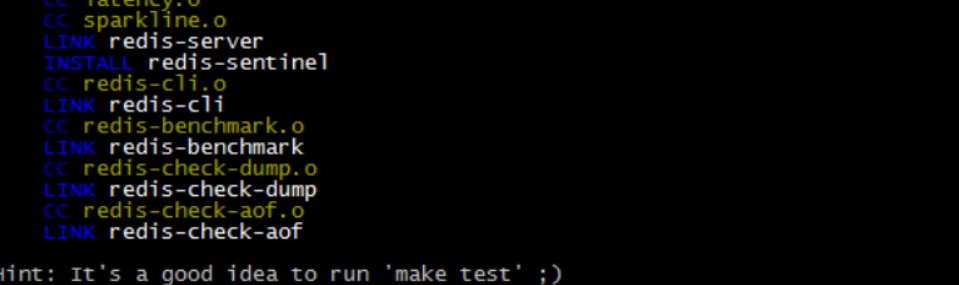 CC latency.o
CC sparkline.o
LINK redis-server
INSTALL redis-sentinel
CC redis-cli.o
LINK redis-cli
CC redis-benchmark.o
LINK redis-benchmark
CC redis-check-dump.o
LINK redis-check-dump
CC redis-check-aof.o
LINK redis-check-aof
Hint: It's a good idea to run 'make test' ;)